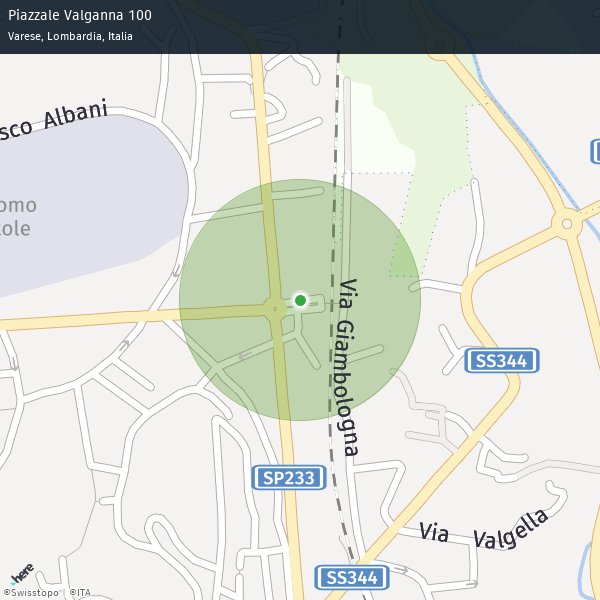 Piazzale Valganna 100
Varese, Lombardia, Italia
sco Albani
omo
tole
Via Giambologna
SS344
SP233
Via Valgella
SS344
here
©Swisstopo | ©ITA